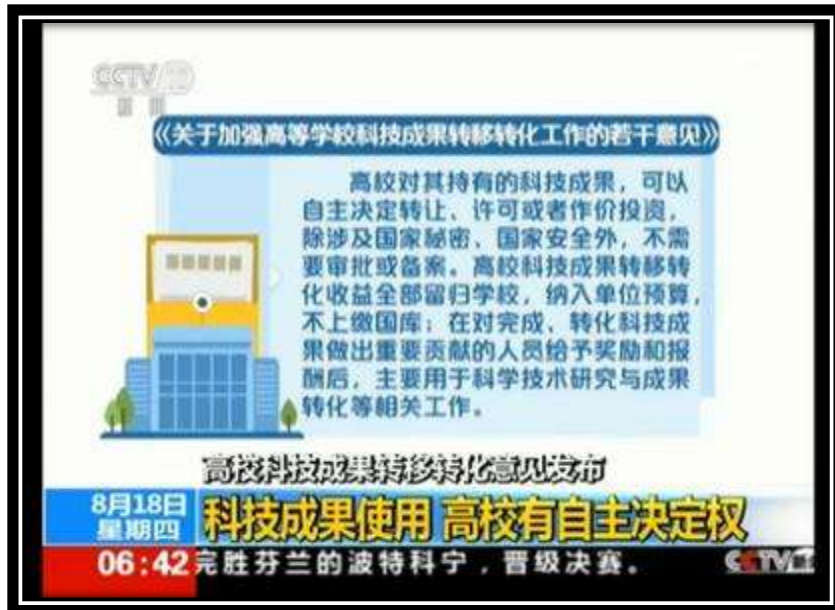 CCTV
新闻
《关于加强高等学校科技成果转移转化工作的若干意见》
高校对其持有的科技成果，可以
自主决定转让、许可或者作价投资，
除涉及国家秘密、国家安全外，不需
要审批或备案。高校科技成果转移转
化收益全部留归学校，纳入单位预算，
不上缴国库；在对完成、转化科技成
果做出重要贡献的人员给予奖励和报
酬后，主要用于科学技术研究与成果
转化等相关工作。
高校科技成果转移转化意见发布
8月18日
星期四
科技成果使用 高校有自主决定权
06:42
完胜芬兰的波特科宁，晋级决赛。
CCTV